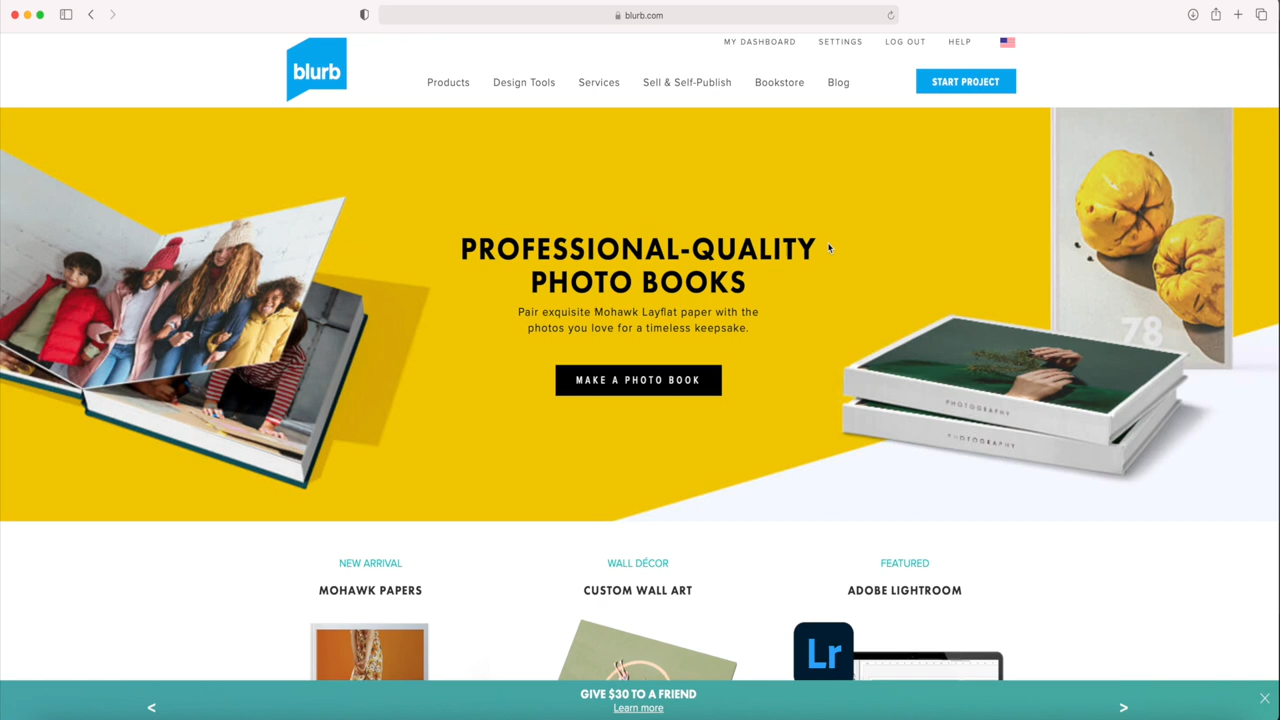 blurb.com
MY DASHBOARD SETTINGS LOG OUT HELP
blurb
Products Design Tools Services Sell & Self-Publish Bookstore Blog START PROJECT
PROFESSIONAL-QUALITY
PHOTO BOOKS
Pair exquisite Mohawk Layflat paper with the
photos you love for a timeless keepsake.
MAKE A PHOTO BOOK
78
PHOTOGRAPHY
PHOTOGRAPHY
NEW ARRIVAL
MOHAWK PAPERS
WALL DÉCOR
CUSTOM WALL ART
FEATURED
ADOBE LIGHTROOM
Lr
GIVE $30 TO A FRIEND
< Learn more >